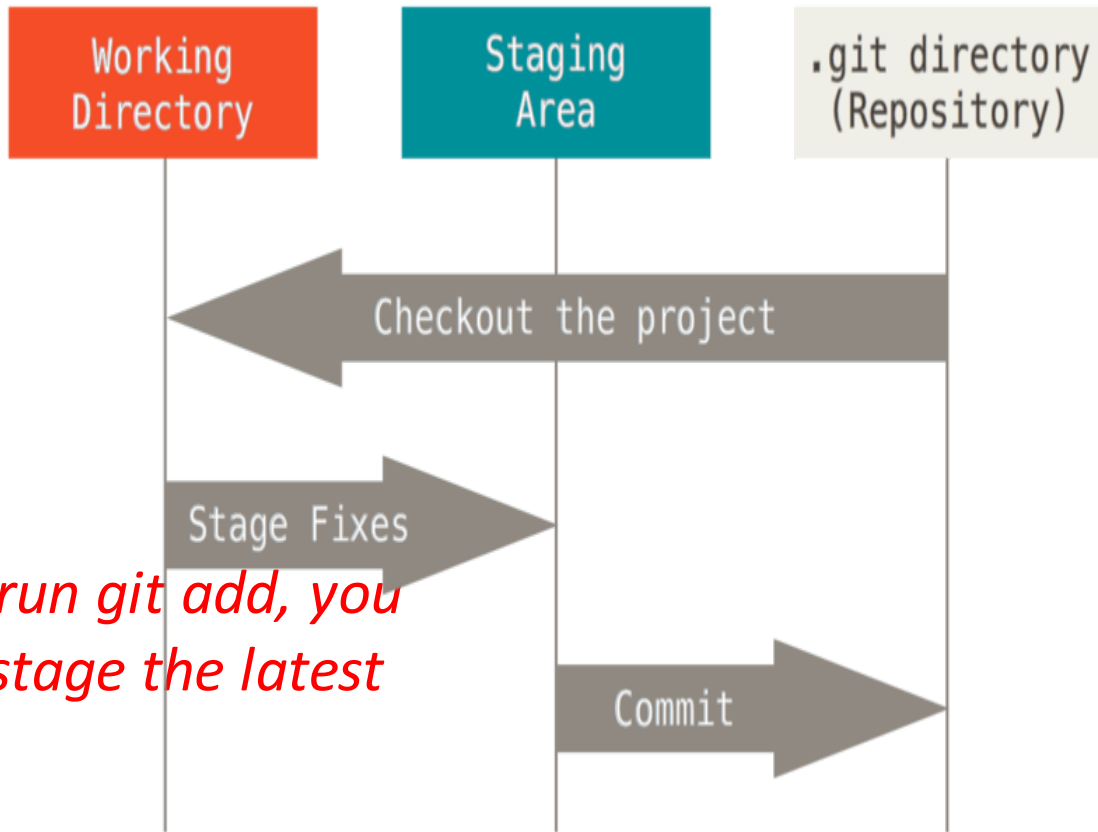 Working
Directory
Staging
Area
.git directory
(Repository)
Checkout the project
Stage Fixes
run git add, you
stage the latest
Commit